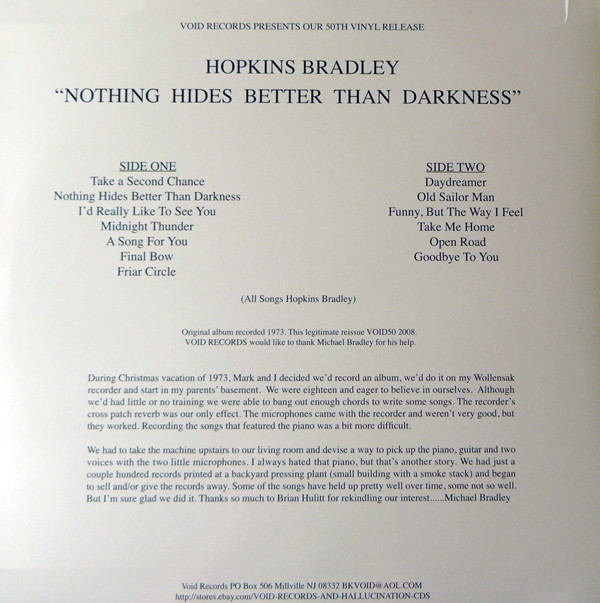 VOID RECORDS PRESENTS OUR 50TH VINYL RELEASE
HOPKINS BRADLEY
“NOTHING HIDES BETTER THAN DARKNESS”
SIDE ONE
Take a Second Chance
Nothing Hides Better Than Darkness
I’d Really Like To See You
Midnight Thunder
A Song For You
Final Bow
Friar Circle
SIDE TWO
Daydreamer
Old Sailor Man
Funny, But The Way I Feel
Take Me Home
Open Road
Goodbye To You
(All Songs Hopkins Bradley)
Original album recorded 1973. This legitimate reissue VOID50 2008.
VOID RECORDS would like to thank Michael Bradley for his help.
During Christmas vacation of 1973, Mark and I decided we’d record an album, we’d do it on my Wollensak
recorder and start in my parents’ basement. We were eighteen and eager to believe in ourselves. Although
we’d had little or no training we were able to bang out enough chords to write some songs. The recorder’s
cross patch reverb was our only effect. The microphones came with the recorder and weren’t very good, but
they worked. Recording the songs that featured the piano was a bit more difficult.
We had to take the machine upstairs to our living room and devise a way to pick up the piano, guitar and two
voices with the two little microphones. I always hated that piano, but that’s another story. We had just a
couple hundred records printed at a backyard pressing plant (small building with a smoke stack) and began
to sell and/or give the records away. Some of the songs have held up pretty well over time, some not so well.
But I’m sure glad we did it. Thanks so much to Brian Hulitt for rekindling our interest......Michael Bradley
Void Records PO Box 506 Millville NJ 08332 BKVOID@AOL.COM
http://stores.ebay.com/VOID-RECORDS-AND-HALLUCINATION-CDS